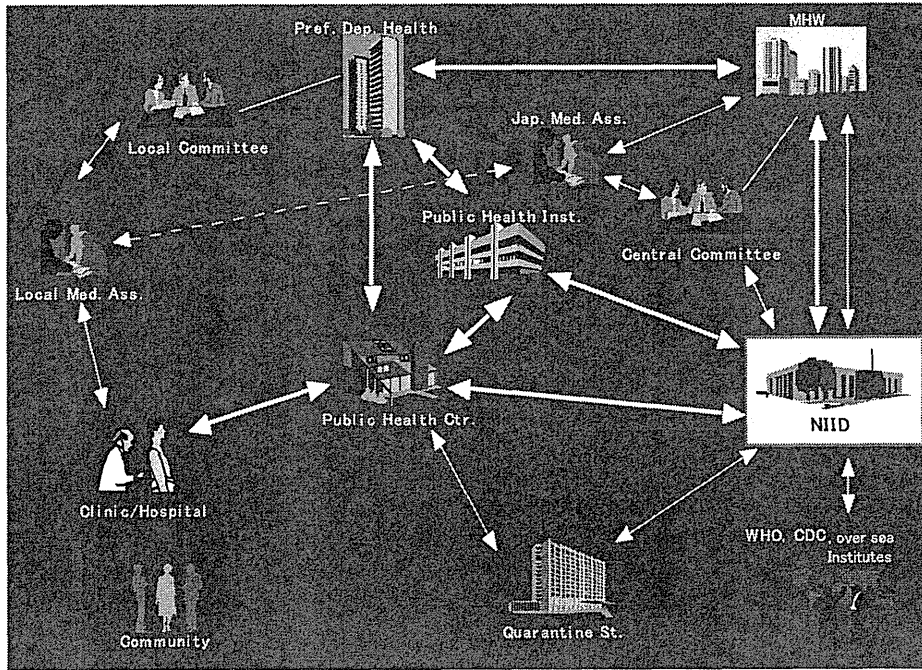 Pref. Dep. Health
MHW
Jap. Med. Ass.
Local Committee
Public Health Inst.
Central Committee
Local Med. Ass.
Public Health Ctr.
NIID
Clinic/Hospital
WHO, CDC, over sea
Institutes
Community
Quarantine St.